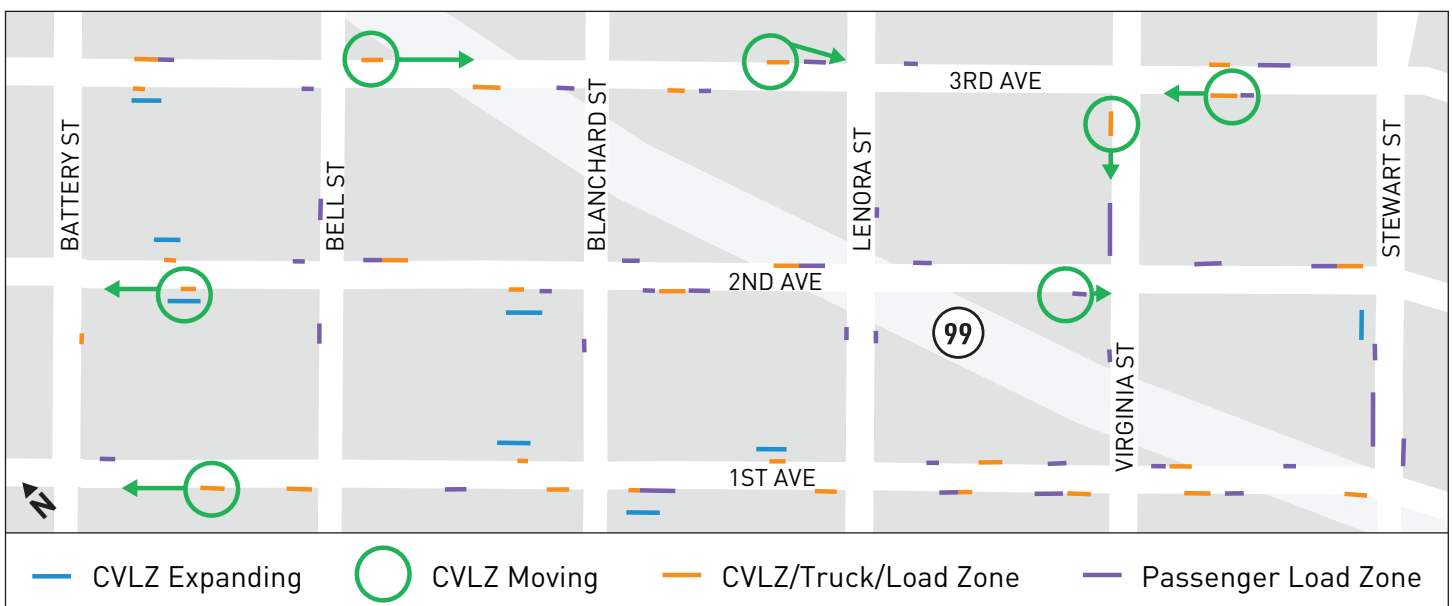 3RD AVE
BATTERY ST
BELL ST
BLANCHARD ST
LENORA ST
STEWART ST
2ND AVE
99
VIRGINIA ST
1ST AVE
N
CVLZ Expanding
CVLZ Moving
CVLZ/Truck/Load Zone
Passenger Load Zone